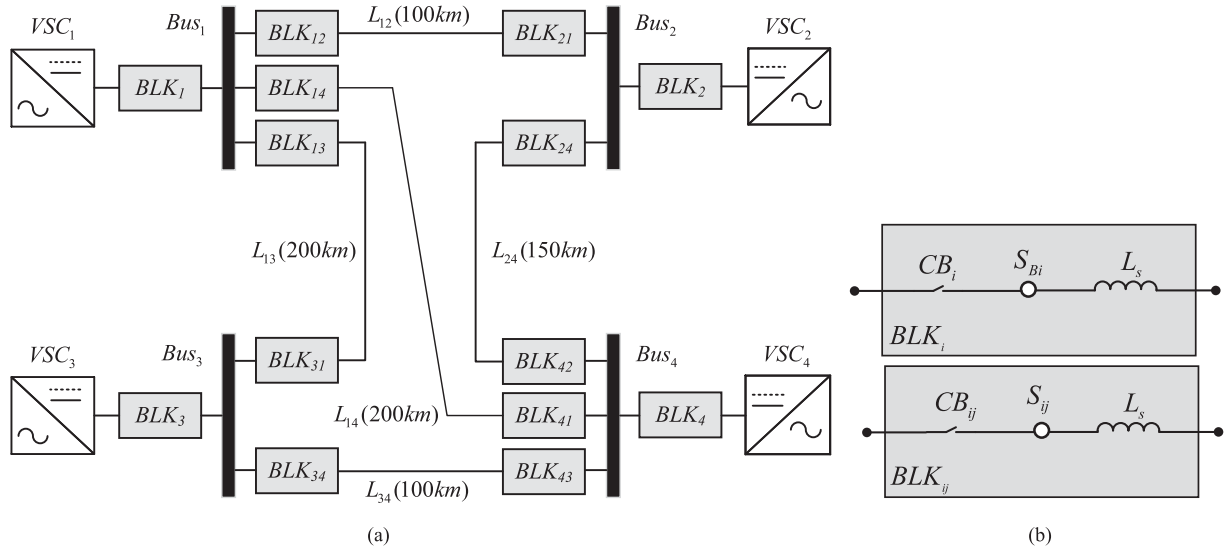 VSC₁
Bus₁
L₁₂(100km)
Bus₂
VSC₂
BLK₁₂
BLK₂₁
BLK₁
BLK₁₄
BLK₂
BLK₁₃
BLK₂₄
L₁₃(200km)
L₂₄(150km)
VSC₃
Bus₃
BLK₃₁
BLK₄₂
Bus₄
VSC₄
BLK₃
L₁₄(200km)
BLK₄₁
BLK₄
BLK₃₄
L₃₄(100km)
BLK₄₃
(a)
CBᵢ
S_Bi
Lₛ
BLKᵢ
CBᵢⱼ
Sᵢⱼ
Lₛ
BLKᵢⱼ
(b)